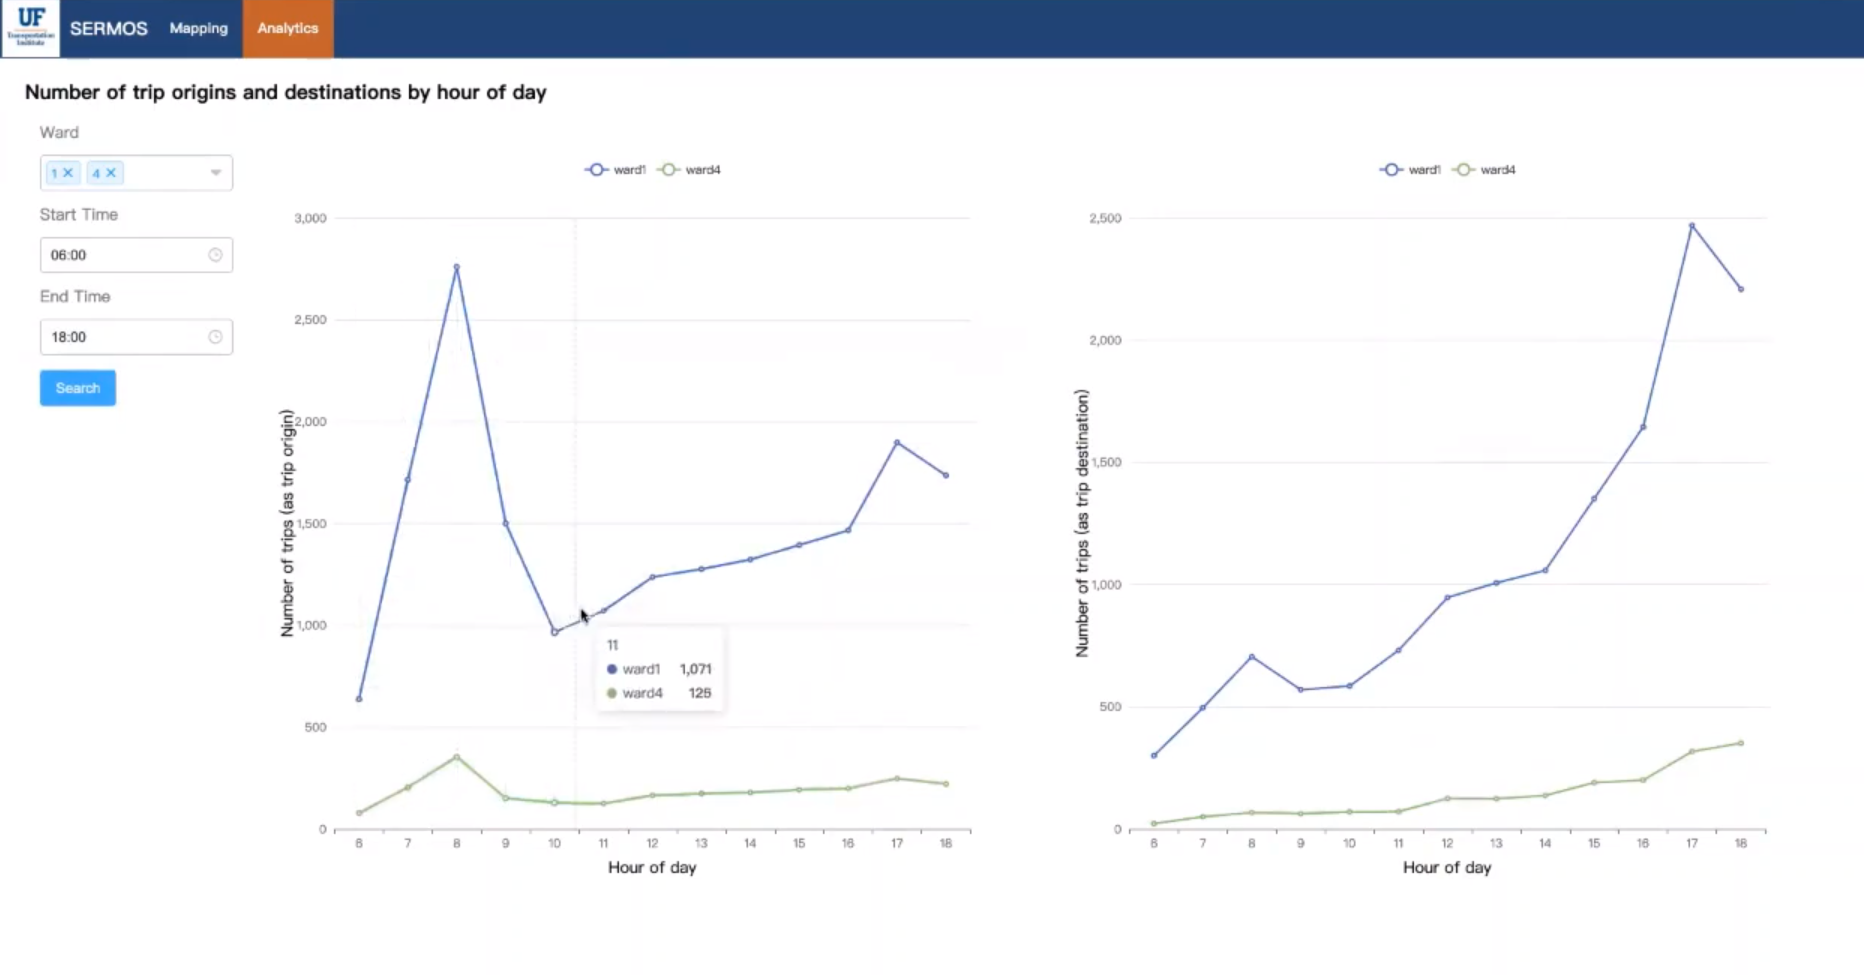 UF
Transportation
Institute
SERMOS
Mapping
Analytics
Number of trip origins and destinations by hour of day
Ward
1 ✕ 4 ✕
Start Time
06:00
End Time
18:00
Search
ward1 ward4
3,000
2,500
2,000
1,500
1,000
500
0
Number of trips (as trip origin)
11
ward1 1,071
ward4 125
6 7 8 9 10 11 12 13 14 15 16 17 18
Hour of day
ward1 ward4
2,500
2,000
1,500
1,000
500
0
Number of trips (as trip destination)
6 7 8 9 10 11 12 13 14 15 16 17 18
Hour of day